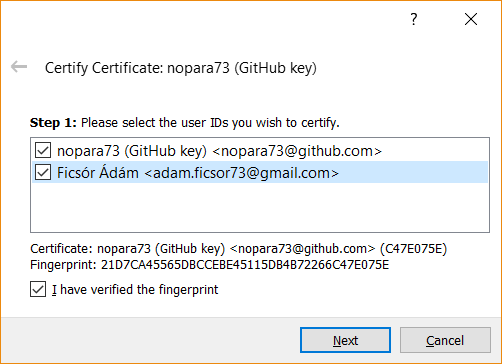 ?
Certify Certificate: nopara73 (GitHub key)
Step 1: Please select the user IDs you wish to certify.
nopara73 (GitHub key) <nopara73@github.com>
Ficsór Ádám <adam.ficsor73@gmail.com>
Certificate: nopara73 (GitHub key) <nopara73@github.com> (C47E075E)
Fingerprint: 21D7CA45565DBCCEBE45115DB4B72266C47E075E
I have verified the fingerprint
Next
Cancel